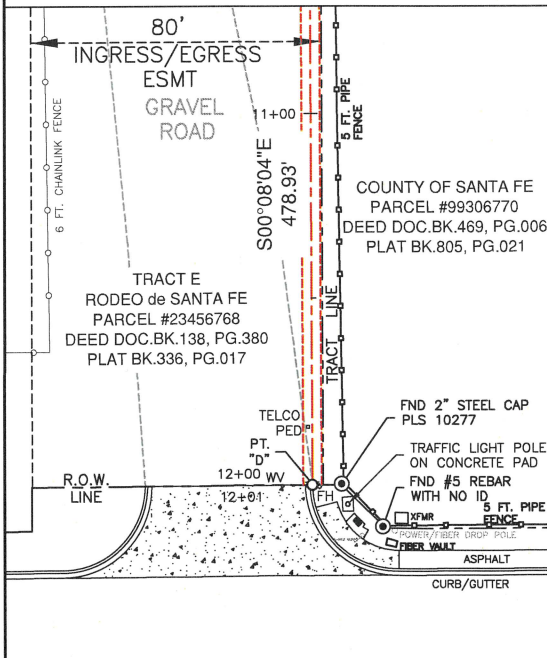 80'
INGRESS/EGRESS
ESMT
GRAVEL
ROAD
6 FT. CHAINLINK FENCE
11+00
5 FT. PIPE
FENCE
S00°08'04"E
478.93'
COUNTY OF SANTA FE
PARCEL #99306770
DEED DOC.BK.469, PG.006
PLAT BK.805, PG.021
TRACT E
RODEO de SANTA FE
PARCEL #23456768
DEED DOC.BK.138, PG.380
PLAT BK.336, PG.017
TRACT LINE
TELCO
PED
PT.
"D"
FND 2" STEEL CAP
PLS 10277
TRAFFIC LIGHT POLE
ON CONCRETE PAD
FND #5 REBAR
WITH NO ID
R.O.W.
LINE
12+00
WV
12+01
FH
XFMR
5 FT. PIPE
FENCE
POWER/FIBER DROP POLE
FIBER VAULT
ASPHALT
CURB/GUTTER